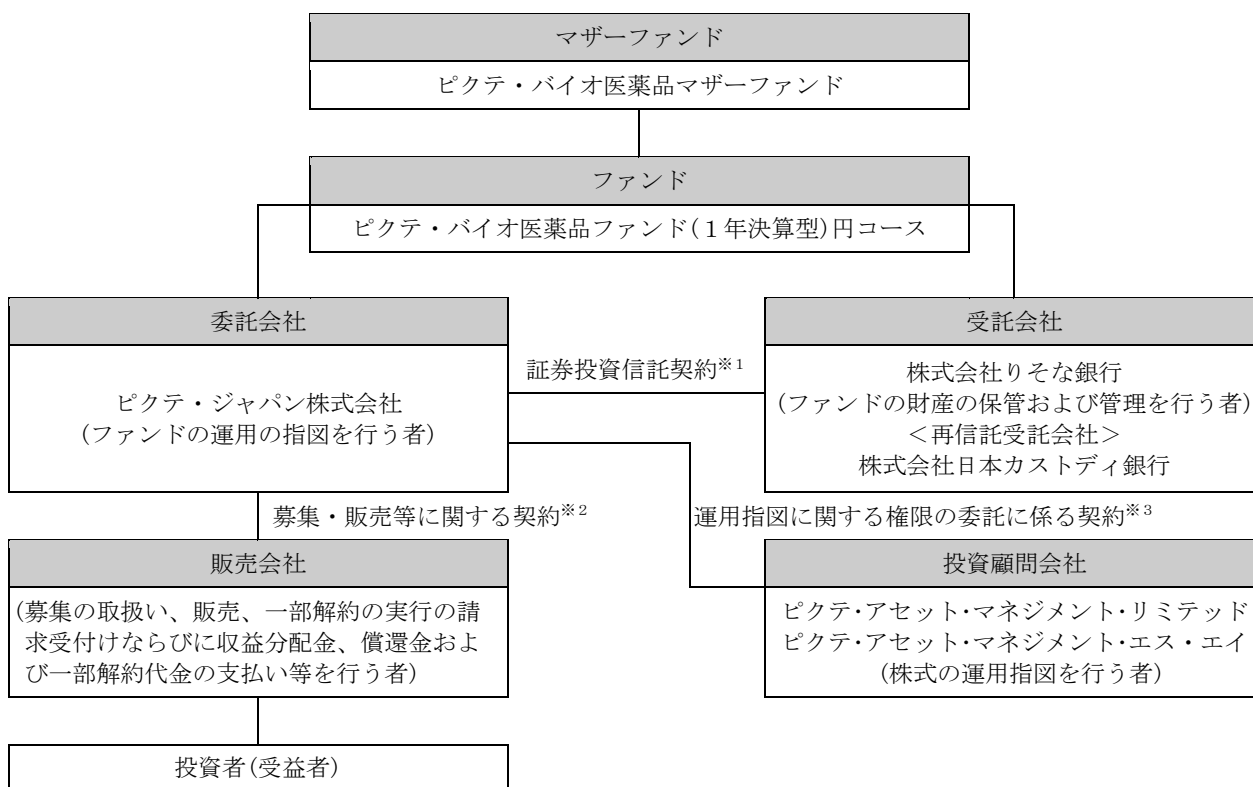 マザーファンド
ピクテ・バイオ医薬品マザーファンド
ファンド
ピクテ・バイオ医薬品ファンド(１年決算型)円コース
委託会社
ピクテ・ジャパン株式会社
(ファンドの運用の指図を行う者)
証券投資信託契約※1
受託会社
株式会社りそな銀行
(ファンドの財産の保管および管理を行う者)
＜再信託受託会社＞
株式会社日本カストディ銀行
募集・販売等に関する契約※2
運用指図に関する権限の委託に係る契約※3
販売会社
(募集の取扱い、販売、一部解約の実行の請
求受付けならびに収益分配金、償還金およ
び一部解約代金の支払い等を行う者)
投資顧問会社
ピクテ･アセット･マネジメント･リミテッド
ピクテ･アセット･マネジメント･エス・エイ
(株式の運用指図を行う者)
投資者(受益者)